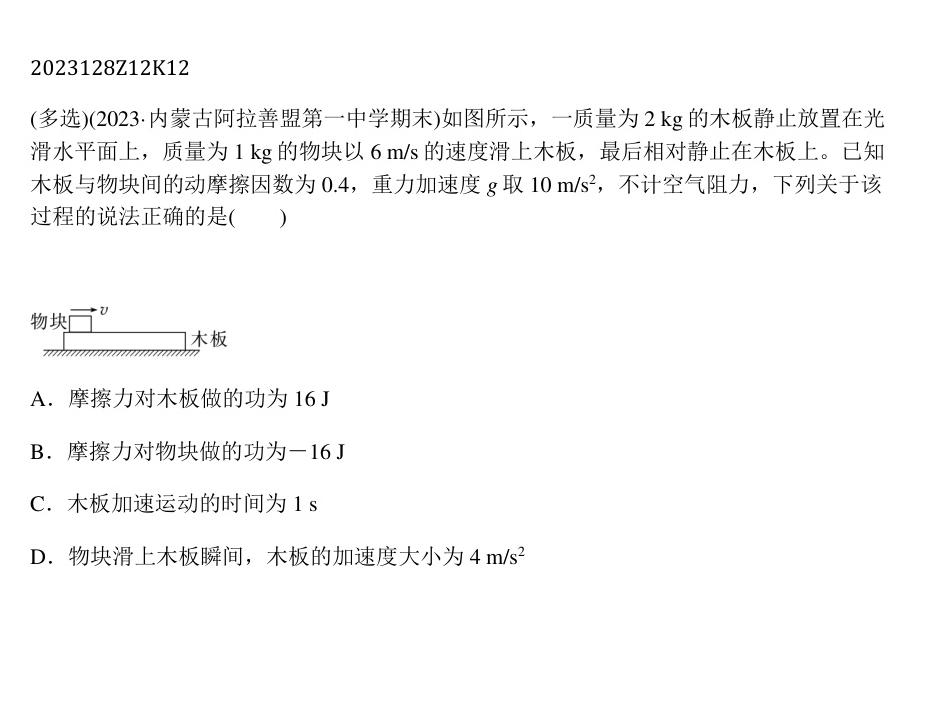 2023128Z12K12
(多选)(2023·内蒙古阿拉善盟第一中学期末)如图所示，一质量为 2 kg 的木板静止放置在光
滑水平面上，质量为 1 kg 的物块以 6 m/s 的速度滑上木板，最后相对静止在木板上。已知
木板与物块间的动摩擦因数为 0.4，重力加速度 g 取 10 m/s²，不计空气阻力，下列关于该
过程的说法正确的是(　　)
v
物块
木板
A．摩擦力对木板做的功为 16 J
B．摩擦力对物块做的功为－16 J
C．木板加速运动的时间为 1 s
D．物块滑上木板瞬间，木板的加速度大小为 4 m/s²